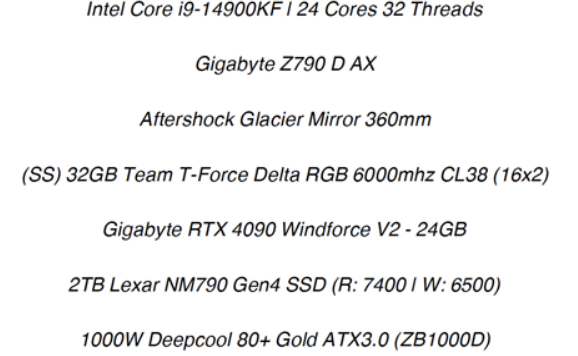 Intel Core i9-14900KF l 24 Cores 32 Threads
Gigabyte Z790 D AX
Aftershock Glacier Mirror 360mm
(SS) 32GB Team T-Force Delta RGB 6000mhz CL38 (16x2)
Gigabyte RTX 4090 Windforce V2 - 24GB
2TB Lexar NM790 Gen4 SSD (R: 7400 l W: 6500)
1000W Deepcool 80+ Gold ATX3.0 (ZB1000D)